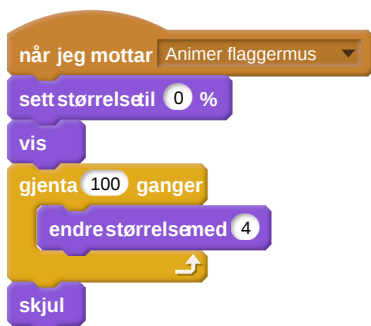 når jeg mottar Animer flaggermus
sett størrelse til 0 %
vis
gjenta 100 ganger
endre størrelse med 4
skjul